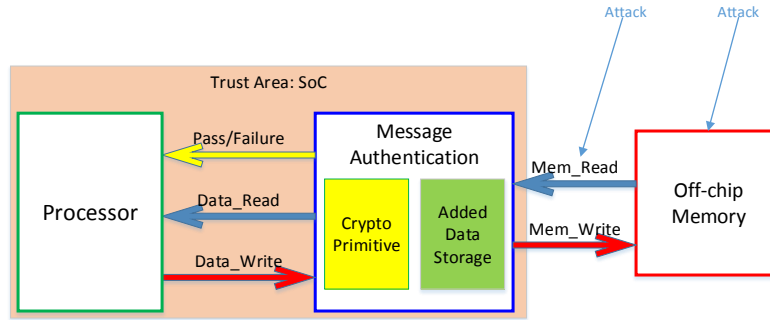 Attack
Attack
Trust Area: SoC
Pass/Failure
Message
Authentication
Mem_Read
Processor
Data_Read
Crypto
Primitive
Added
Data
Storage
Off-chip
Memory
Mem_Write
Data_Write